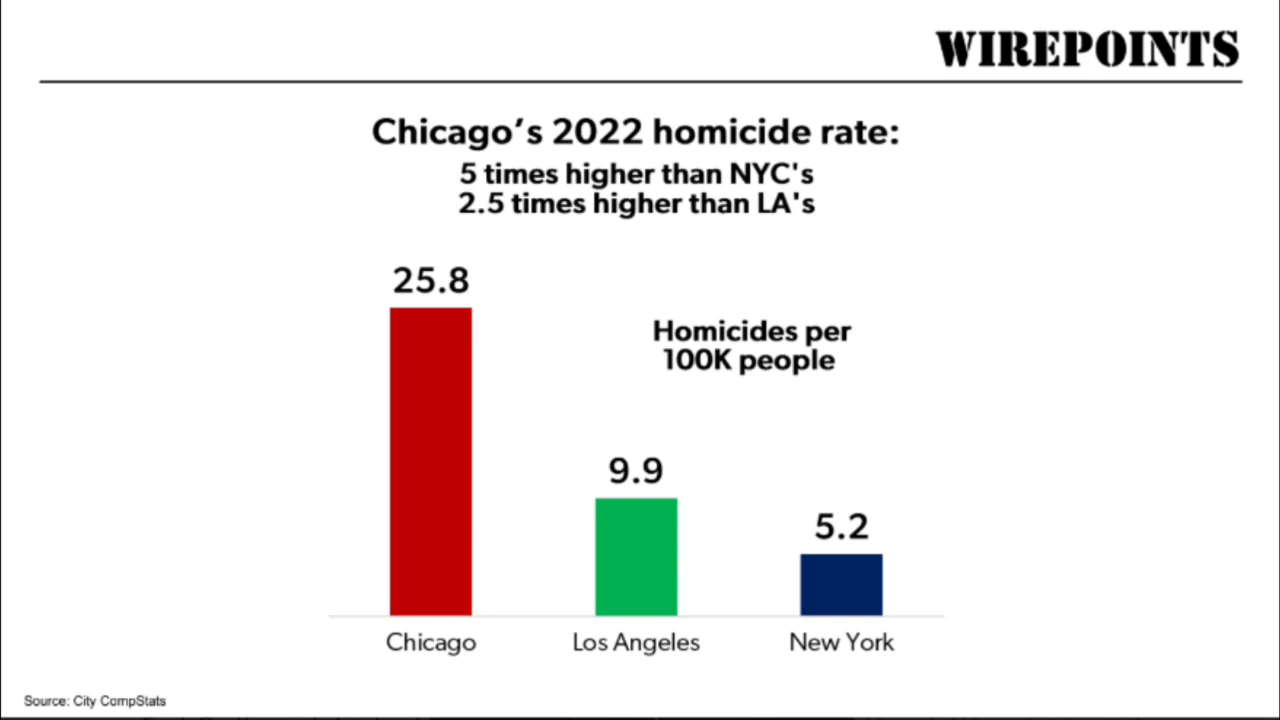 WIREPOINTS
Chicago’s 2022 homicide rate:
5 times higher than NYC's
2.5 times higher than LA's
25.8
Homicides per
100K people
9.9
5.2
Chicago
Los Angeles
New York
Source: City CompStats